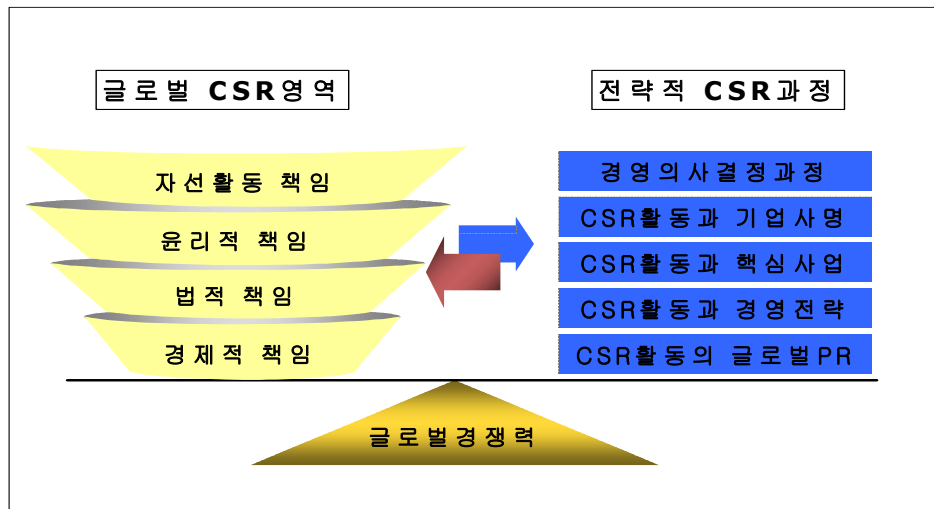 글로벌 CSR영역
자선활동 책임
윤리적 책임
법적 책임
경제적 책임
전략적 CSR과정
경영의사결정과정
CSR활동과 기업사명
CSR활동과 핵심사업
CSR활동과 경영전략
CSR활동의 글로벌PR
글로벌경쟁력